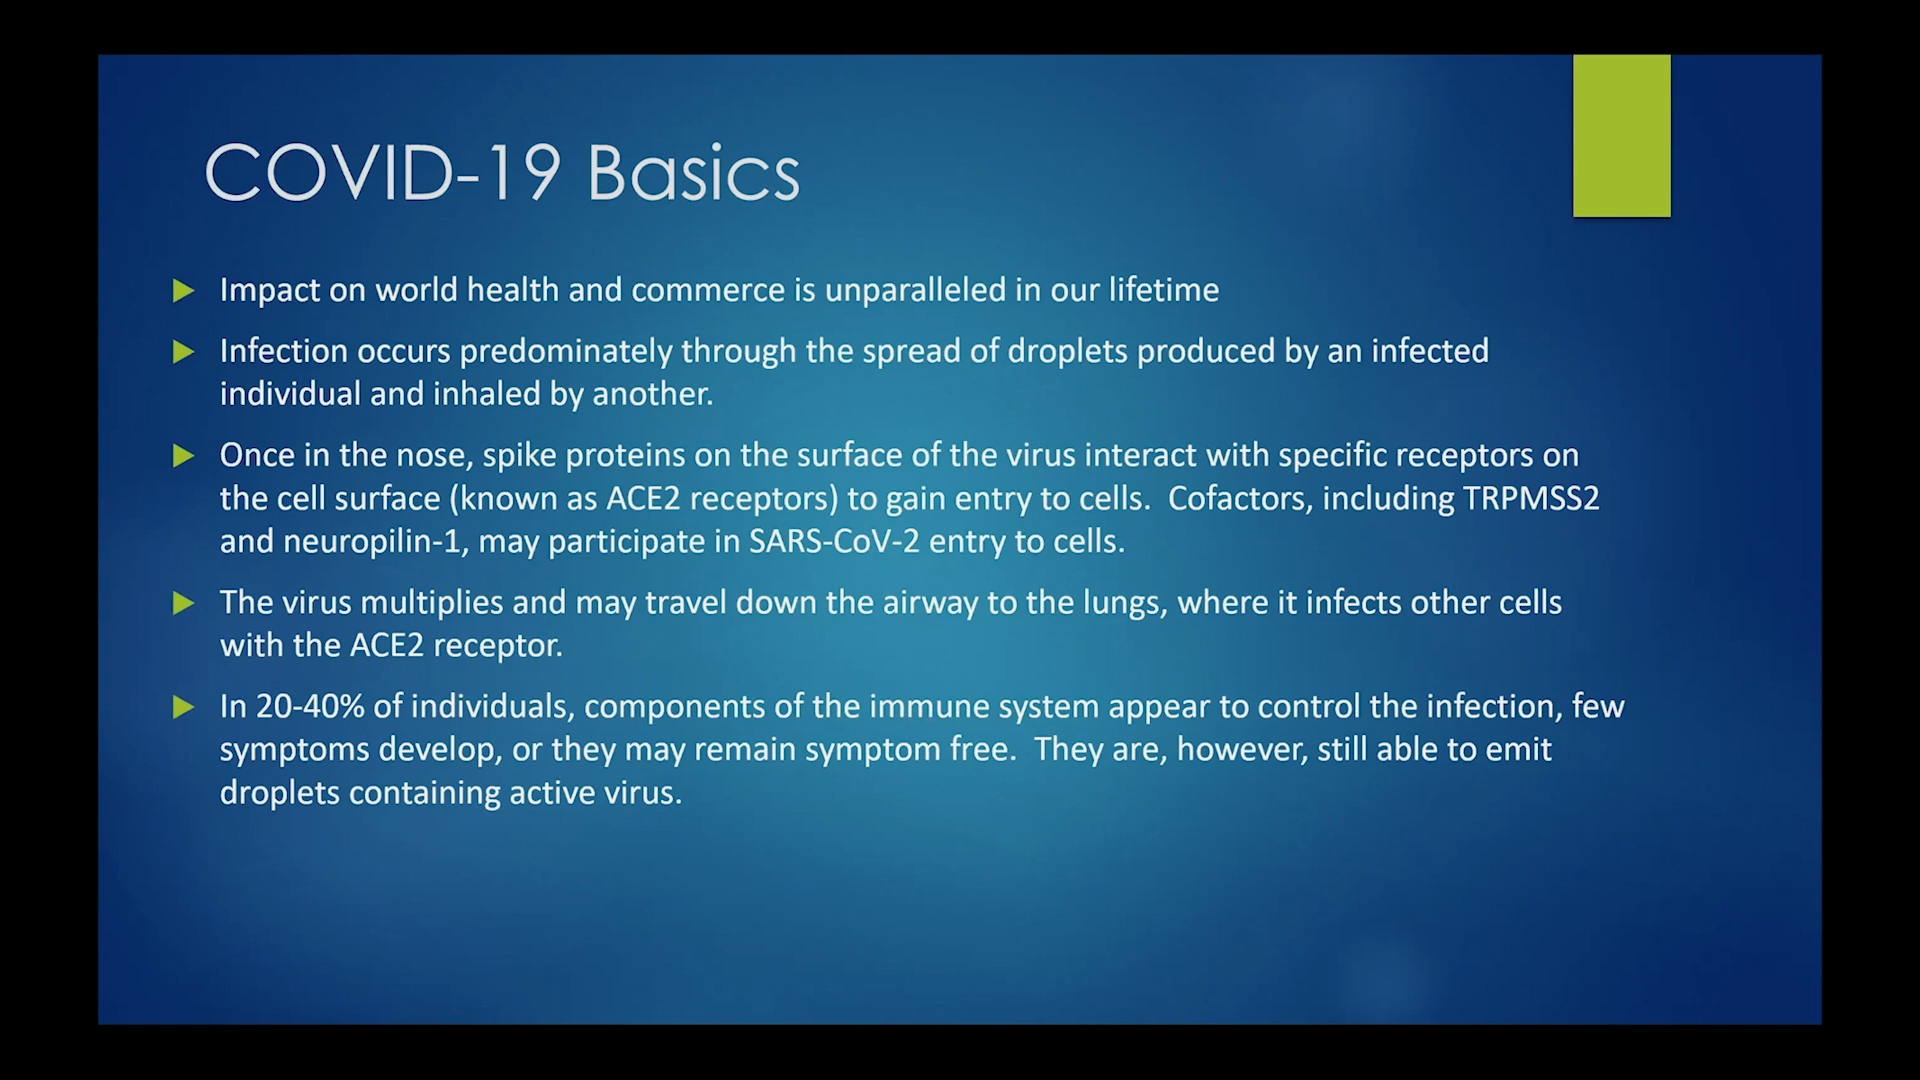 COVID-19 Basics
Impact on world health and commerce is unparalleled in our lifetime
Infection occurs predominately through the spread of droplets produced by an infected
individual and inhaled by another.
Once in the nose, spike proteins on the surface of the virus interact with specific receptors on
the cell surface (known as ACE2 receptors) to gain entry to cells.  Cofactors, including TRPMSS2
and neuropilin-1, may participate in SARS-CoV-2 entry to cells.
The virus multiplies and may travel down the airway to the lungs, where it infects other cells
with the ACE2 receptor.
In 20-40% of individuals, components of the immune system appear to control the infection, few
symptoms develop, or they may remain symptom free.  They are, however, still able to emit
droplets containing active virus.